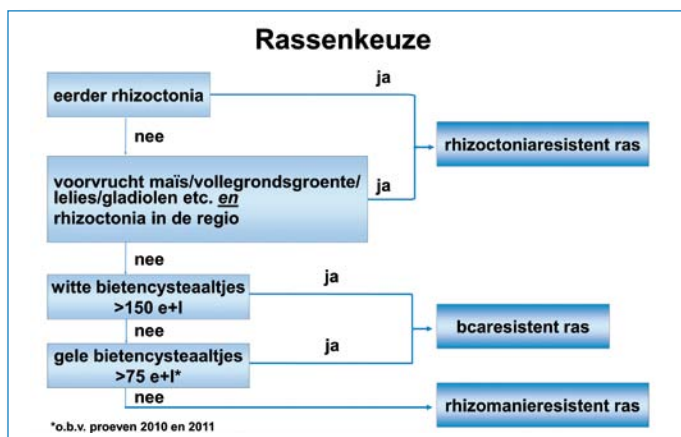 Rassenkeuze
ja
eerder rhizoctonia
rhizoctoniaresistent ras
nee
voorvrucht maïs/vollegrondsgroente/
lelies/gladiolen etc. en
rhizoctonia in de regio
ja
nee
witte bietencysteaaltjes
>150 e+l
ja
bcaresistent ras
nee
gele bietencysteaaltjes
>75 e+l*
ja
nee
rhizomanieresistent ras
*o.b.v. proeven 2010 en 2011